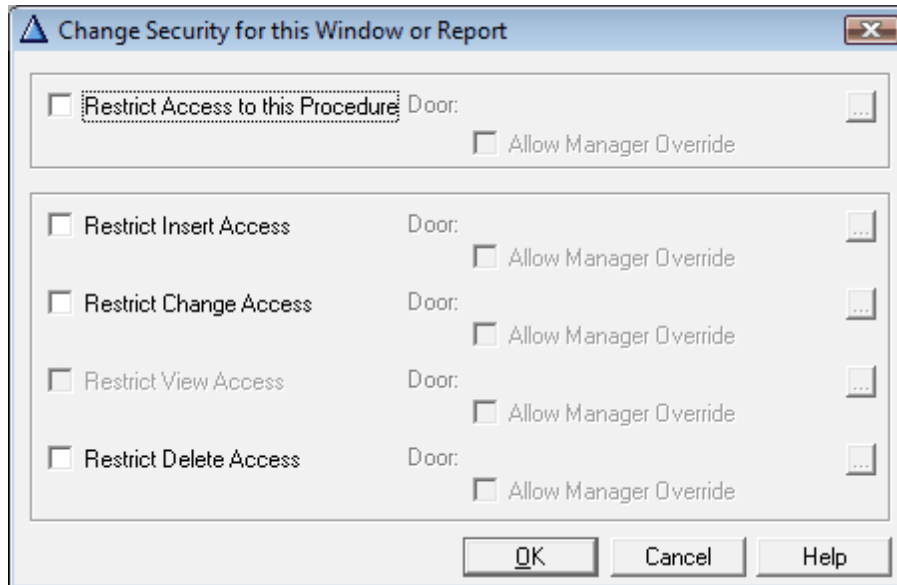 Change Security for this Window or Report
Restrict Access to this Procedure Door: ...
Allow Manager Override
Restrict Insert Access Door: ...
Allow Manager Override
Restrict Change Access Door: ...
Allow Manager Override
Restrict View Access Door: ...
Allow Manager Override
Restrict Delete Access Door: ...
Allow Manager Override
OK Cancel Help